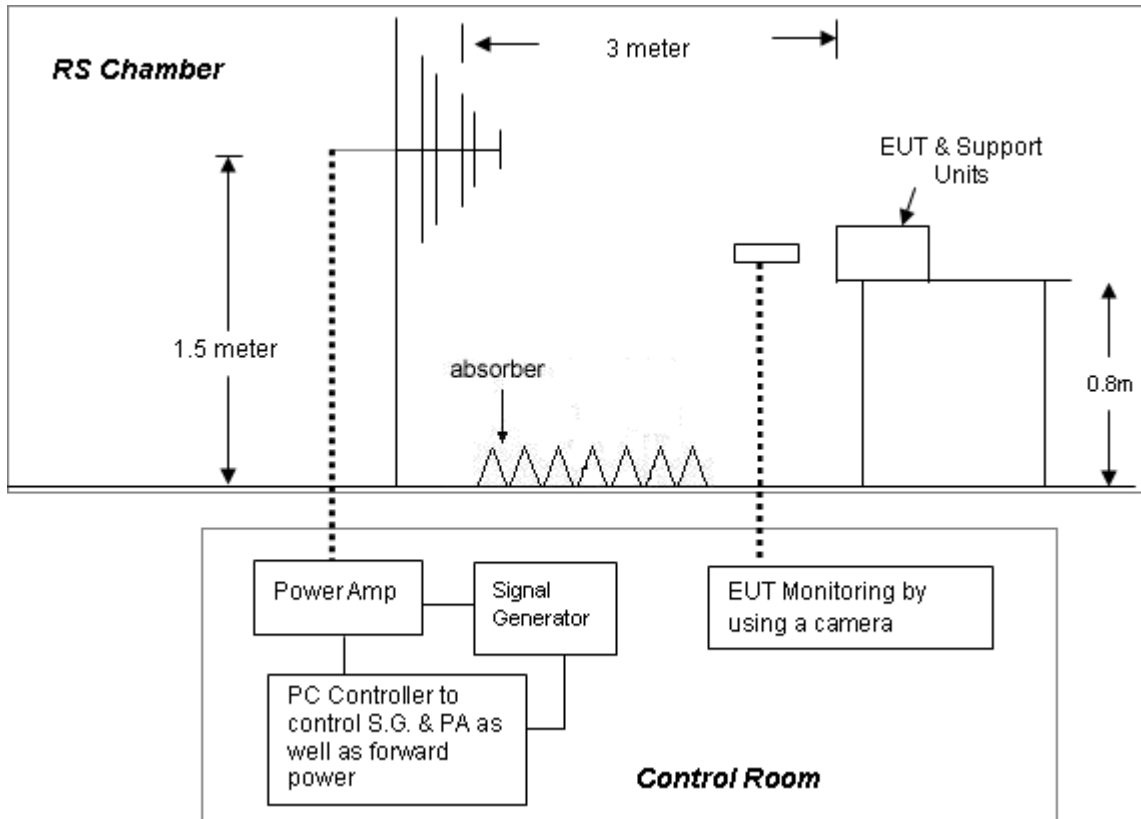 3 meter
RS Chamber
EUT & Support
Units
1.5 meter
absorber
0.8m
Power Amp
Signal
Generator
EUT Monitoring by
using a camera
PC Controller to
control S.G. & PA as
well as forward
power
Control Room